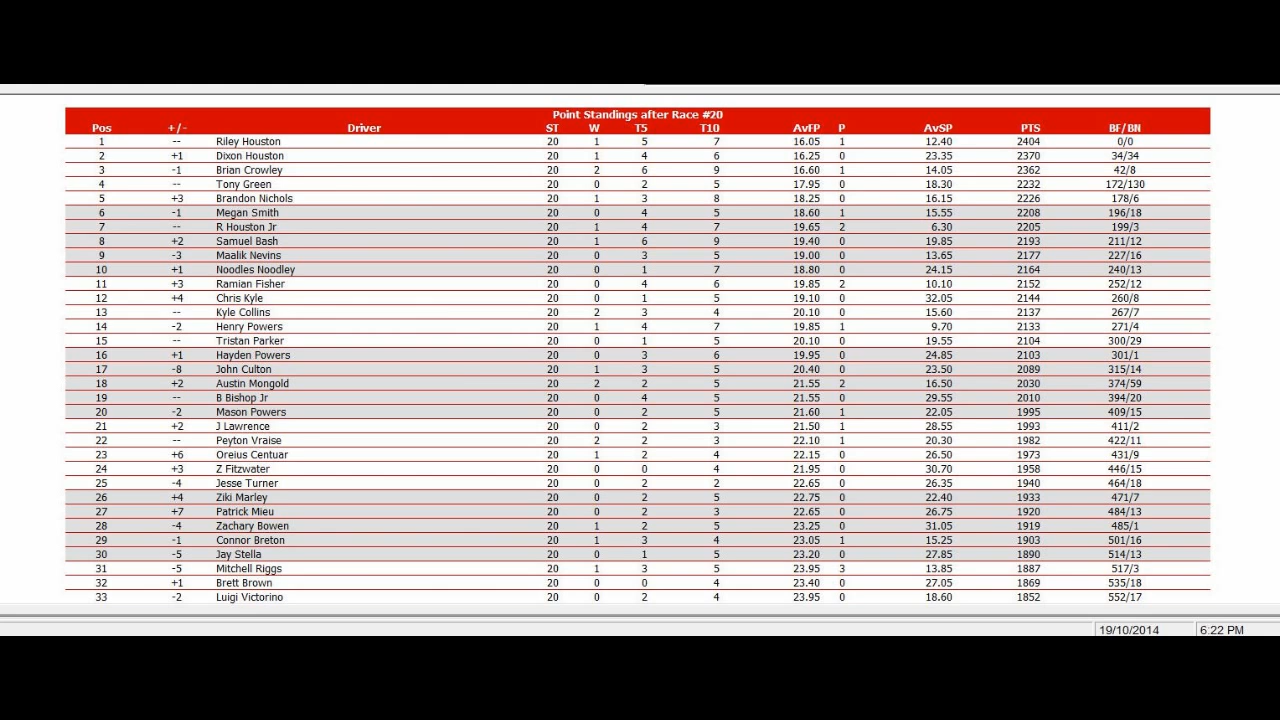 Point Standings after Race #20
Pos +/- Driver ST W T5 T10 AvFP P AvSP PTS BF/BN
1 -- Riley Houston 20 1 5 7 16.05 1 12.40 2404 0/0
2 +1 Dixon Houston 20 1 4 6 16.25 0 23.35 2370 34/34
3 -1 Brian Crowley 20 2 6 9 16.60 1 14.05 2362 42/8
4 -- Tony Green 20 0 2 5 17.95 0 18.30 2232 172/130
5 +3 Brandon Nichols 20 1 3 8 18.25 0 16.15 2226 178/6
6 -1 Megan Smith 20 0 4 5 18.60 1 15.55 2208 196/18
7 -- R Houston Jr 20 1 4 7 19.65 2 6.30 2205 199/3
8 +2 Samuel Bash 20 1 6 9 19.40 0 19.85 2193 211/12
9 -3 Maalik Nevins 20 0 3 5 19.00 0 13.65 2177 227/16
10 +1 Noodles Noodley 20 0 1 7 18.80 0 24.15 2164 240/13
11 +3 Ramian Fisher 20 0 4 6 19.85 2 10.10 2152 252/12
12 +4 Chris Kyle 20 0 1 5 19.10 0 32.05 2144 260/8
13 -- Kyle Collins 20 2 3 4 20.10 0 15.60 2137 267/7
14 -2 Henry Powers 20 1 4 7 19.85 1 9.70 2133 271/4
15 -- Tristan Parker 20 0 1 5 20.10 0 19.55 2104 300/29
16 +1 Hayden Powers 20 0 3 6 19.95 0 24.85 2103 301/1
17 -8 John Culton 20 1 3 5 20.40 0 23.50 2089 315/14
18 +2 Austin Mongold 20 2 2 5 21.55 2 16.50 2030 374/59
19 -- B Bishop Jr 20 0 4 5 21.55 0 29.55 2010 394/20
20 -2 Mason Powers 20 0 2 5 21.60 1 22.05 1995 409/15
21 +2 J Lawrence 20 0 2 3 21.50 1 28.55 1993 411/2
22 -- Peyton Vraise 20 2 2 3 22.10 1 20.30 1982 422/11
23 +6 Oreius Centuar 20 1 2 4 22.15 0 26.50 1973 431/9
24 +3 Z Fitzwater 20 0 0 4 21.95 0 30.70 1958 446/15
25 -4 Jesse Turner 20 0 2 2 22.65 0 26.35 1940 464/18
26 +4 Ziki Marley 20 0 2 5 22.75 0 22.40 1933 471/7
27 +7 Patrick Mieu 20 0 2 3 22.65 0 26.75 1920 484/13
28 -4 Zachary Bowen 20 1 2 5 23.25 0 31.05 1919 485/1
29 -1 Connor Breton 20 1 3 4 23.05 1 15.25 1903 501/16
30 -5 Jay Stella 20 0 1 5 23.20 0 27.85 1890 514/13
31 -5 Mitchell Riggs 20 1 3 5 23.95 3 13.85 1887 517/3
32 +1 Brett Brown 20 0 0 4 23.40 0 27.05 1869 535/18
33 -2 Luigi Victorino 20 0 2 4 23.95 0 18.60 1852 552/17
19/10/2014 6:22 PM